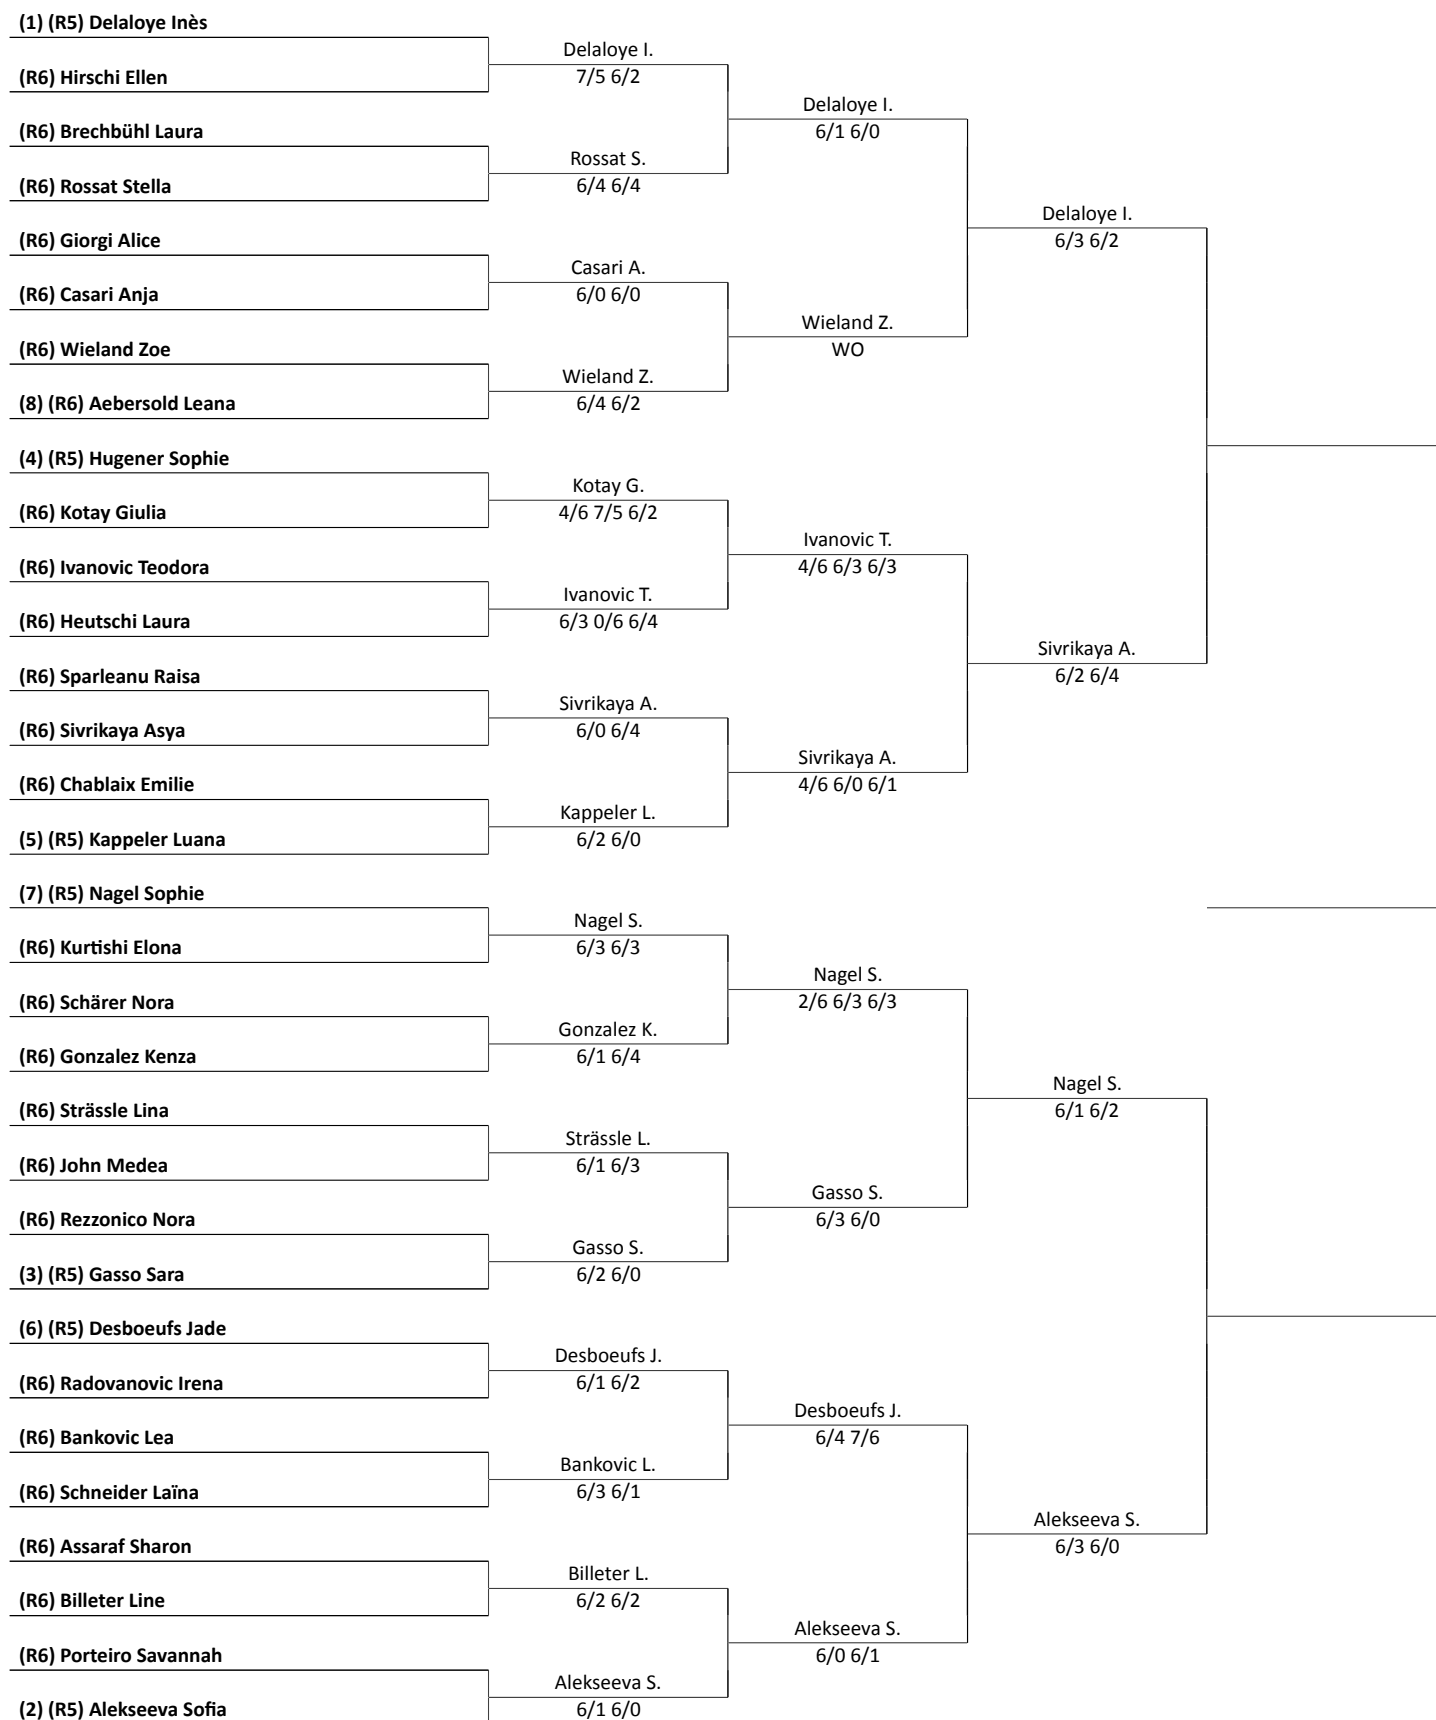 (1) (R5) Delaloye Inès
Delaloye I.
(R6) Hirschi Ellen
7/5 6/2
Delaloye I.
(R6) Brechbühl Laura
6/1 6/0
Rossat S.
(R6) Rossat Stella
6/4 6/4
Delaloye I.
(R6) Giorgi Alice
6/3 6/2
Casari A.
(R6) Casari Anja
6/0 6/0
Wieland Z.
(R6) Wieland Zoe
WO
Wieland Z.
(8) (R6) Aebersold Leana
6/4 6/2
(4) (R5) Hugener Sophie
Kotay G.
(R6) Kotay Giulia
4/6 7/5 6/2
Ivanovic T.
(R6) Ivanovic Teodora
4/6 6/3 6/3
Ivanovic T.
(R6) Heutschi Laura
6/3 0/6 6/4
Sivrikaya A.
(R6) Sparleanu Raisa
6/2 6/4
Sivrikaya A.
(R6) Sivrikaya Asya
6/0 6/4
Sivrikaya A.
(R6) Chablaix Emilie
4/6 6/0 6/1
Kappeler L.
(5) (R5) Kappeler Luana
6/2 6/0
(7) (R5) Nagel Sophie
Nagel S.
(R6) Kurtishi Elona
6/3 6/3
Nagel S.
(R6) Schärer Nora
2/6 6/3 6/3
Gonzalez K.
(R6) Gonzalez Kenza
6/1 6/4
Nagel S.
(R6) Strässle Lina
6/1 6/2
Strässle L.
(R6) John Medea
6/1 6/3
Gasso S.
(R6) Rezzonico Nora
6/3 6/0
Gasso S.
(3) (R5) Gasso Sara
6/2 6/0
(6) (R5) Desboeufs Jade
Desboeufs J.
(R6) Radovanovic Irena
6/1 6/2
Desboeufs J.
(R6) Bankovic Lea
6/4 7/6
Bankovic L.
(R6) Schneider Laïna
6/3 6/1
Alekseeva S.
(R6) Assaraf Sharon
6/3 6/0
Billeter L.
(R6) Billeter Line
6/2 6/2
Alekseeva S.
(R6) Porteiro Savannah
6/0 6/1
Alekseeva S.
(2) (R5) Alekseeva Sofia
6/1 6/0